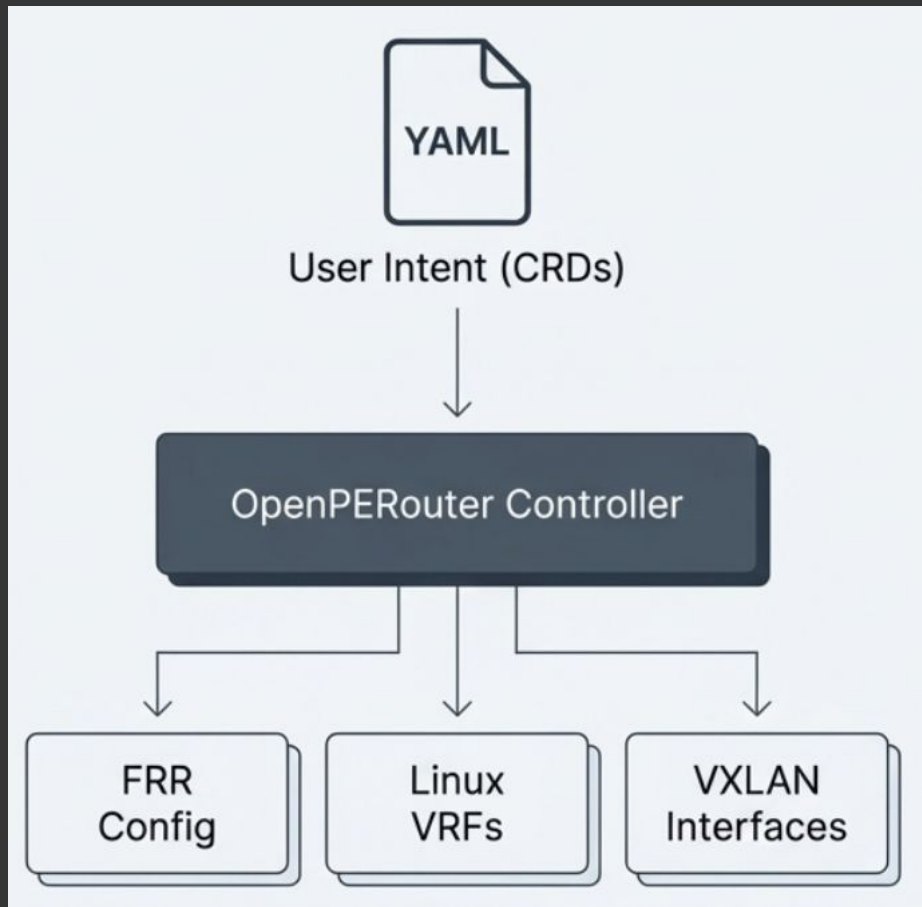 YAML
User Intent (CRDs)
OpenPERouter Controller
FRR
Config
Linux
VRFs
VXLAN
Interfaces